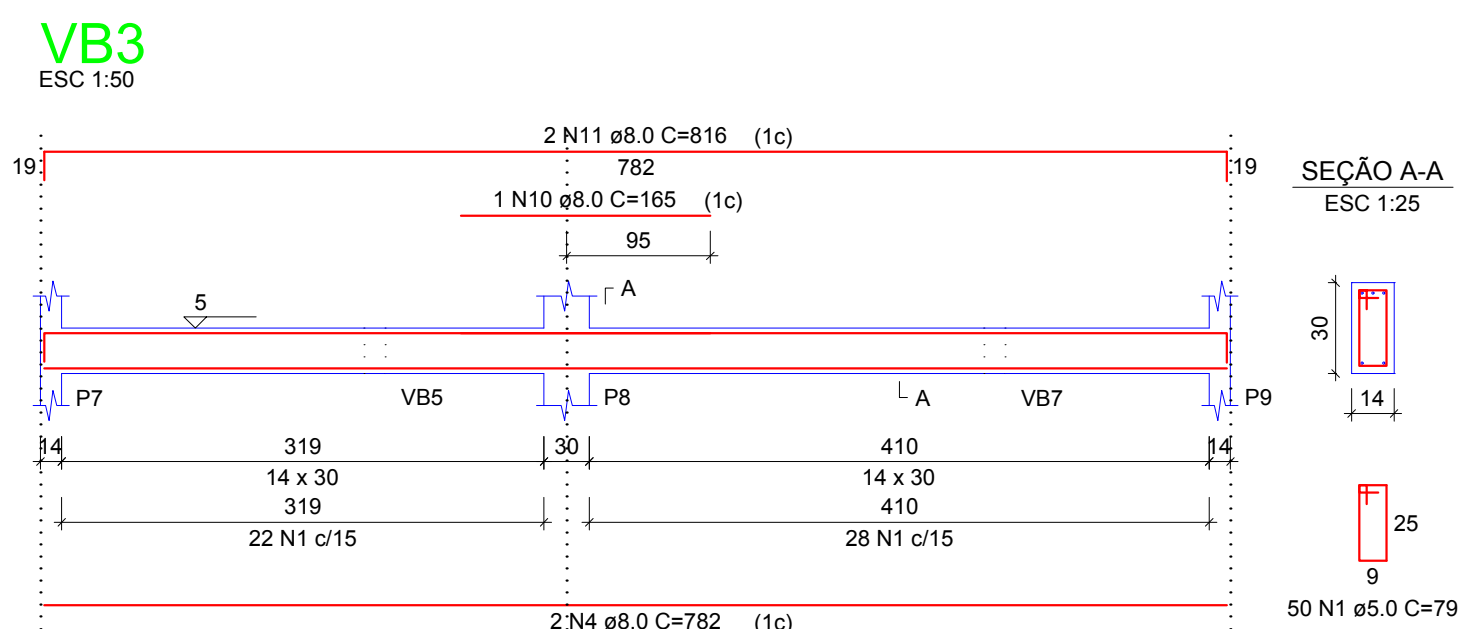 VB3
ESC 1:50
2 N11 ø8.0 C=816 (1c)
19
782
19
SEÇÃO A-A
ESC 1:25
1 N10 ø8.0 C=165 (1c)
95
A
5
30
14
P7
VB5
P8
A
VB7
P9
14
319
30
410
14
14 x 30
14 x 30
319
410
22 N1 c/15
28 N1 c/15
25
9
50 N1 ø5.0 C=79
2 N4 ø8.0 C=782 (1c)